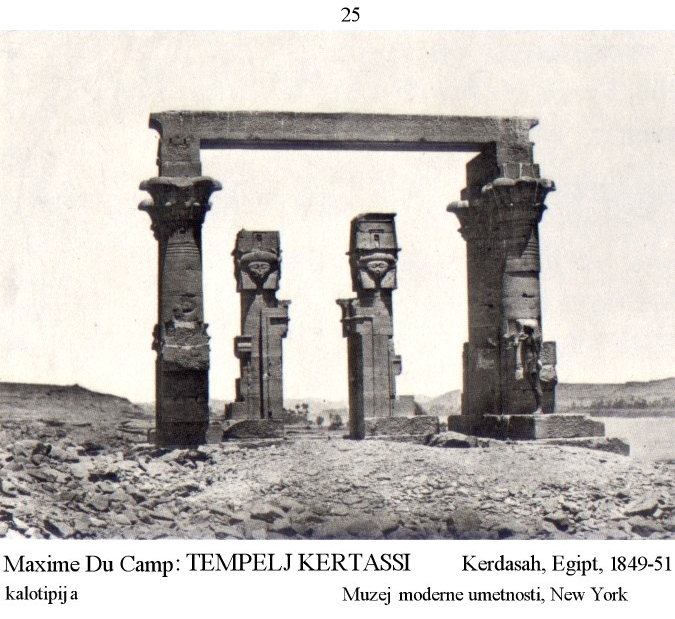 25
Maxime Du Camp: TEMPELJ KERTASSI Kerdasah, Egipt, 1849-51
kalotipija Muzej moderne umetnosti, New York